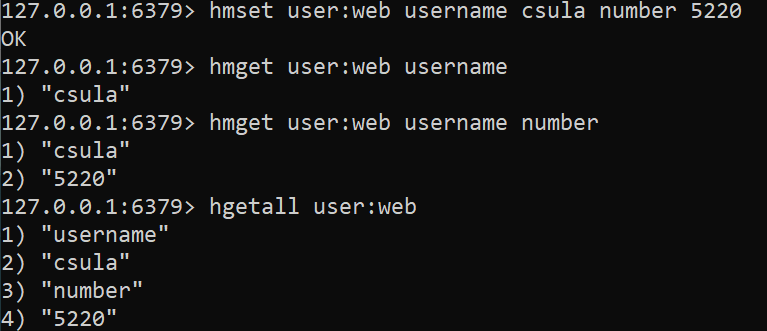 127.0.0.1:6379> hmset user:web username csula number 5220
OK
127.0.0.1:6379> hmget user:web username
1) "csula"
127.0.0.1:6379> hmget user:web username number
1) "csula"
2) "5220"
127.0.0.1:6379> hgetall user:web
1) "username"
2) "csula"
3) "number"
4) "5220"